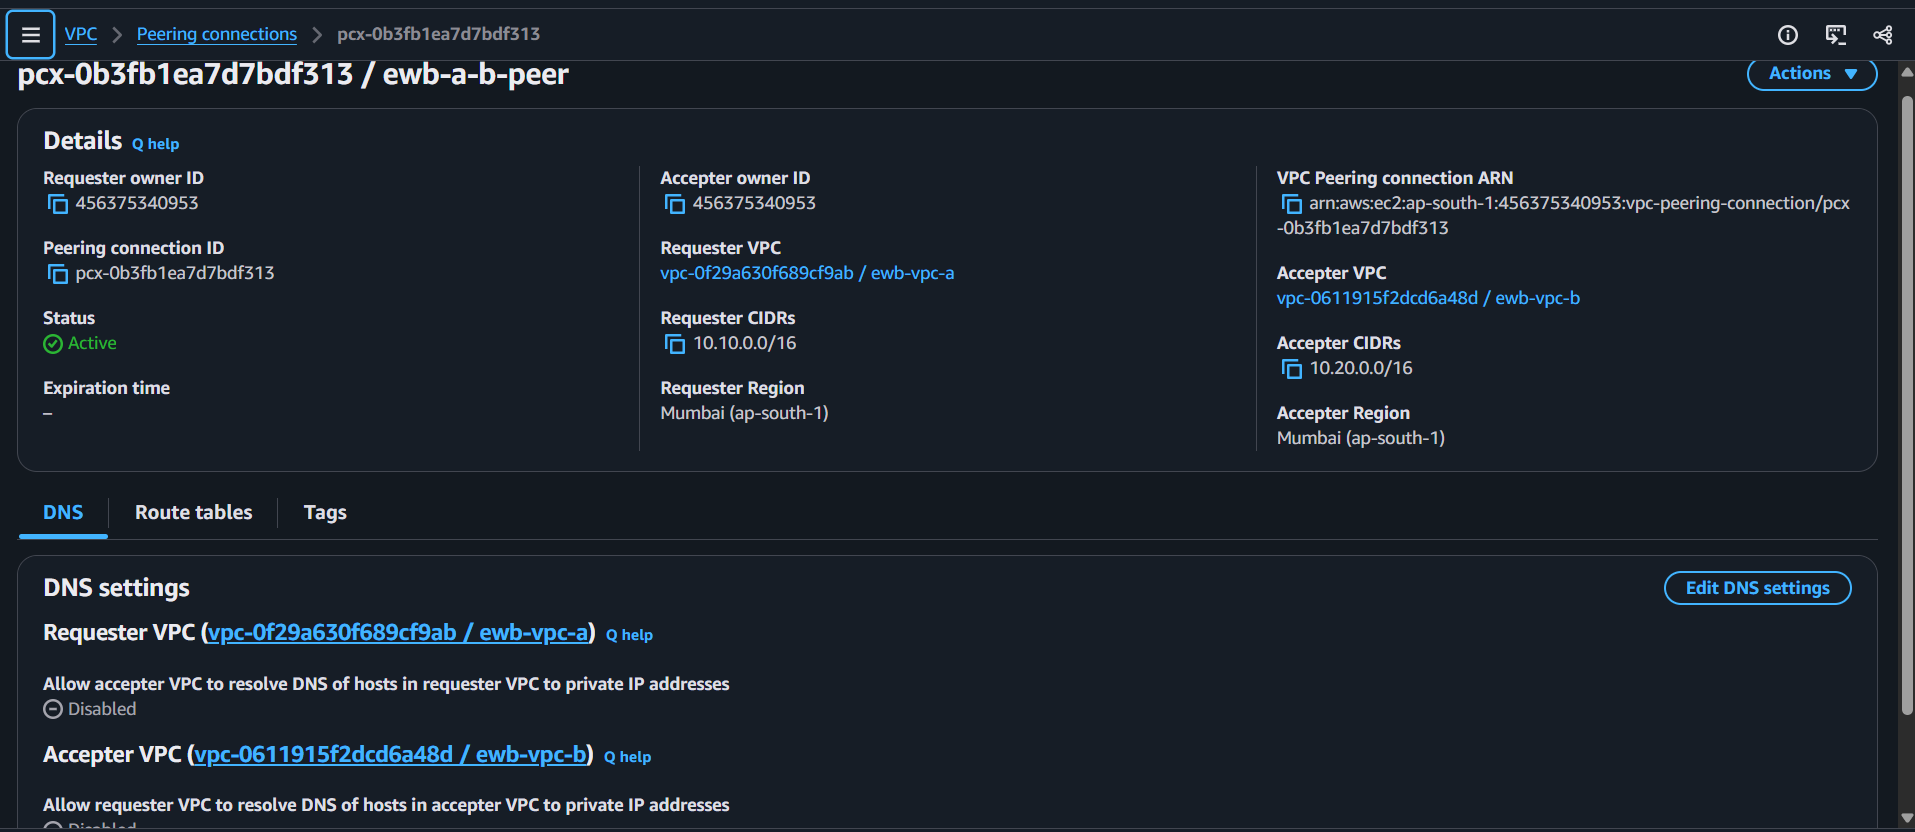 VPC > Peering connections > pcx-0b3fb1ea7d7bdf313
pcx-0b3fb1ea7d7bdf313 / ewb-a-b-peer
Actions
Details Q help
Requester owner ID
456375340953
Peering connection ID
pcx-0b3fb1ea7d7bdf313
Status
Active
Expiration time
–
Accepter owner ID
456375340953
Requester VPC
vpc-0f29a630f689cf9ab / ewb-vpc-a
Requester CIDRs
10.10.0.0/16
Requester Region
Mumbai (ap-south-1)
VPC Peering connection ARN
arn:aws:ec2:ap-south-1:456375340953:vpc-peering-connection/pcx
-0b3fb1ea7d7bdf313
Accepter VPC
vpc-0611915f2dcd6a48d / ewb-vpc-b
Accepter CIDRs
10.20.0.0/16
Accepter Region
Mumbai (ap-south-1)
DNS Route tables Tags
DNS settings
Edit DNS settings
Requester VPC (vpc-0f29a630f689cf9ab / ewb-vpc-a) Q help
Allow accepter VPC to resolve DNS of hosts in requester VPC to private IP addresses
Disabled
Accepter VPC (vpc-0611915f2dcd6a48d / ewb-vpc-b) Q help
Allow requester VPC to resolve DNS of hosts in accepter VPC to private IP addresses
Disabled